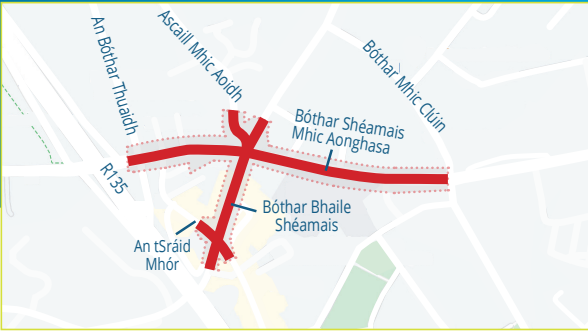 An Bóthar Thuaidh
Ascaill Mhic Aoidh
Bóthar Mhic Clúin
Bóthar Shéamais
Mhic Aonghasa
R135
Bóthar Bhaile
Shéamais
An tSráid
Mhór